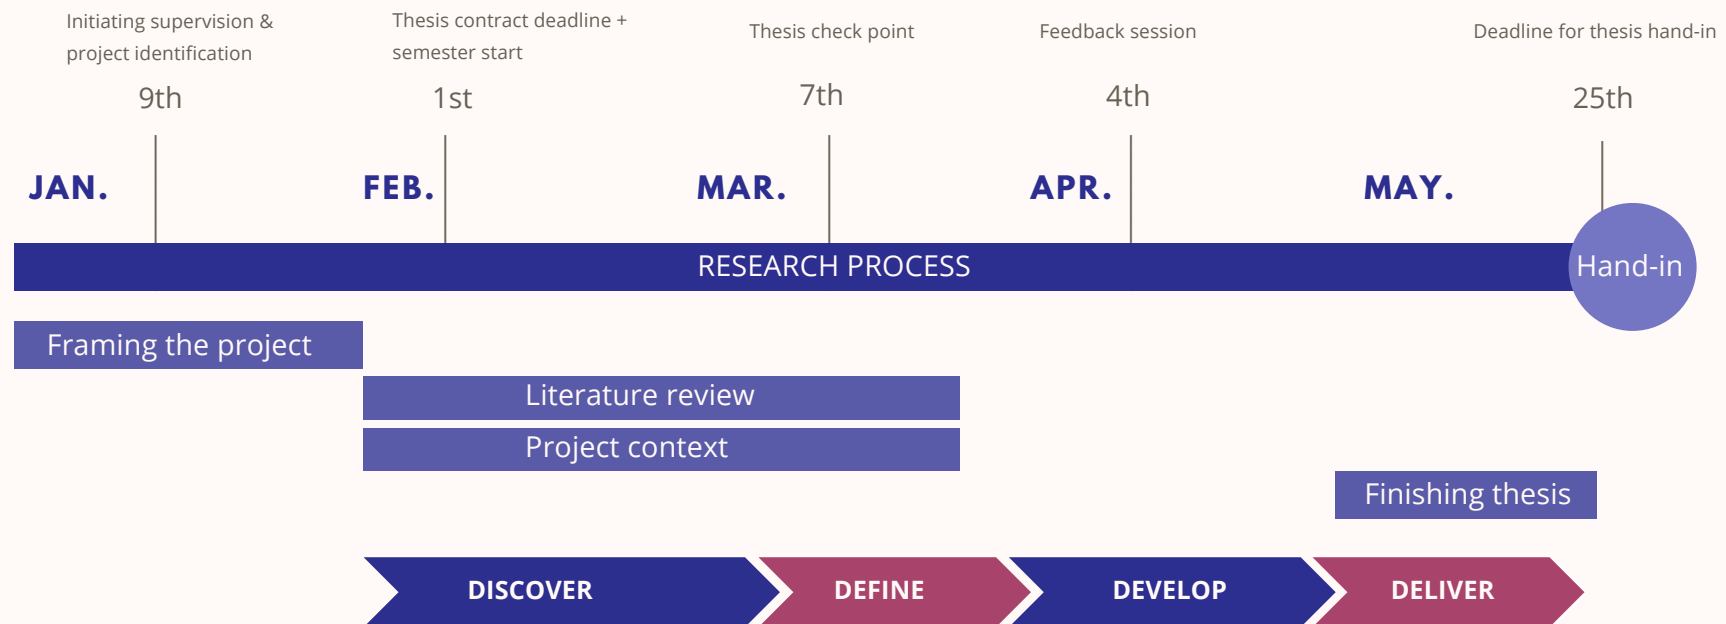 Initiating supervision &
project identification
Thesis contract deadline +
semester start
Thesis check point
Feedback session
Deadline for thesis hand-in
9th
1st
7th
4th
25th
JAN.
FEB.
MAR.
APR.
MAY.
RESEARCH PROCESS
Hand-in
Framing the project
Literature review
Project context
Finishing thesis
DISCOVER
DEFINE
DEVELOP
DELIVER